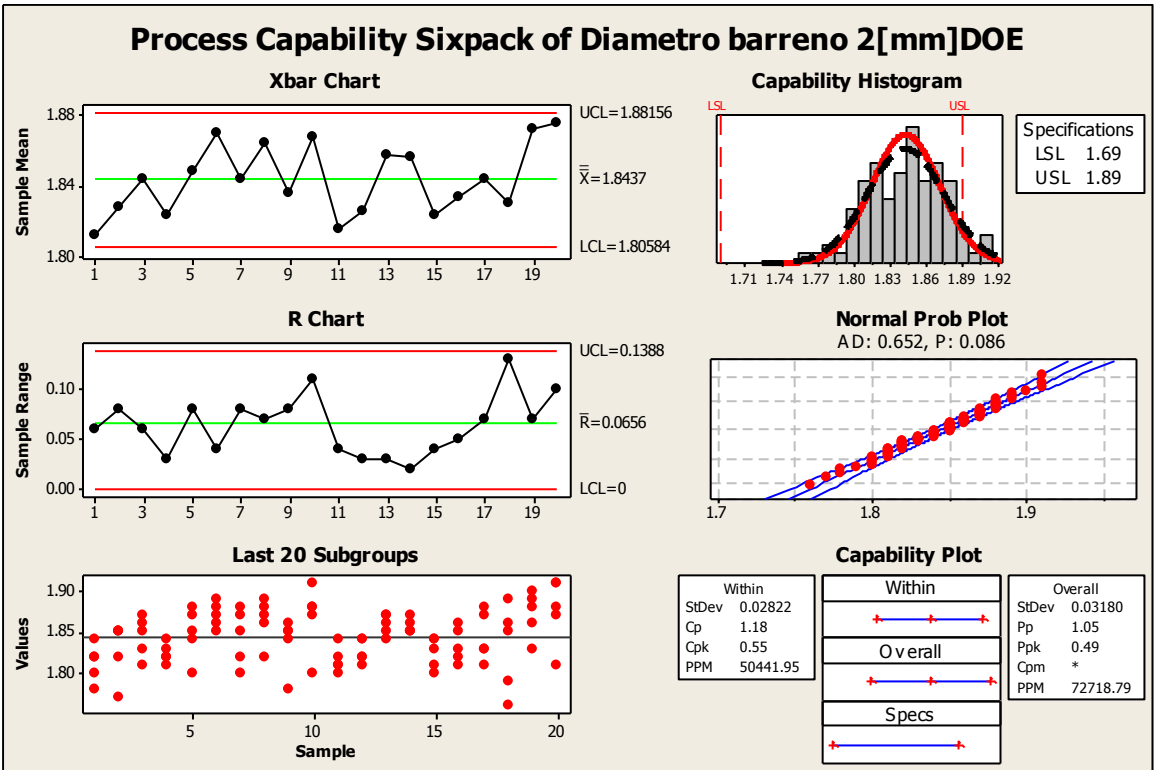 Process Capability Sixpack of Diametro barreno 2[mm]DOE
Xbar Chart
Sample Mean
1.88
1.84
1.80
1 3 5 7 9 11 13 15 17 19
UCL=1.88156
X=1.8437
LCL=1.80584
Capability Histogram
LSL USL
1.71 1.74 1.77 1.80 1.83 1.86 1.89 1.92
Specifications
LSL 1.69
USL 1.89
R Chart
Sample Range
0.10
0.05
0.00
1 3 5 7 9 11 13 15 17 19
UCL=0.1388
R=0.0656
LCL=0
Normal Prob Plot
AD: 0.652, P: 0.086
1.7 1.8 1.9
Last 20 Subgroups
Values
1.90
1.85
1.80
5 10 15 20
Sample
Capability Plot
Within
StDev 0.02822
Cp 1.18
Cpk 0.55
PPM 50441.95
Within
Overall
Specs
Overall
StDev 0.03180
Pp 1.05
Ppk 0.49
Cpm *
PPM 72718.79